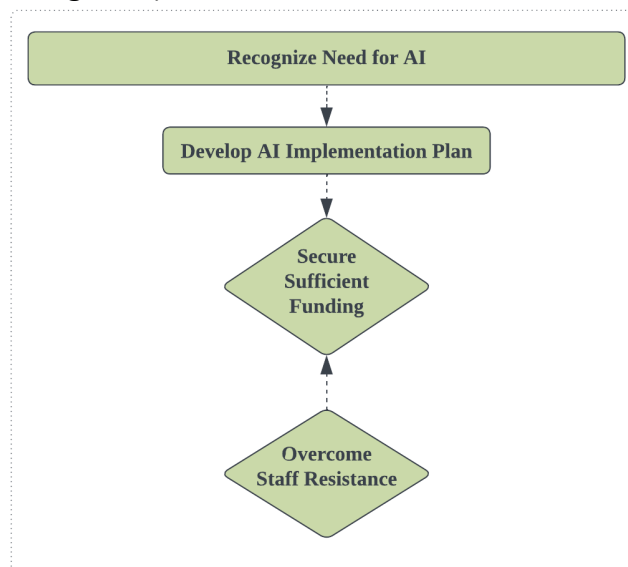 Recognize Need for AI
Develop AI Implementation Plan
Secure
Sufficient
Funding
Overcome
Staff Resistance